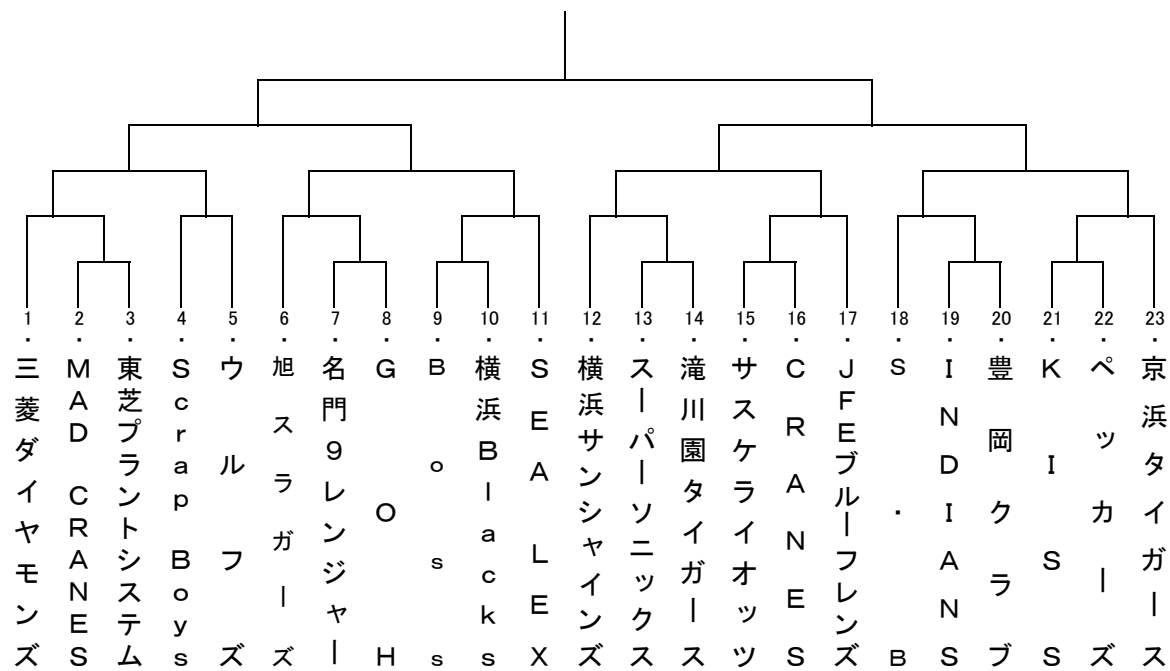 1.三菱ダイヤモンズ
2.MAD CRANES
3.東芝プラントシステム
4.Scrap Boys
5.ウルフズ
6.旭スラガーズ
7.名門9レンジャー
8.GOH
9.Boss
10.横浜Blacks
11.SEA LEX
12.横浜サンシャインズ
13.スーパーソニックス
14.滝川園タイガース
15.サスケライオッツ
16.CRANES
17.JFEブルーフレンズ
18.S.B
19.INDIANS
20.豊岡クラブ
21.KISS
22.ペッカーズ
23.京浜タイガース